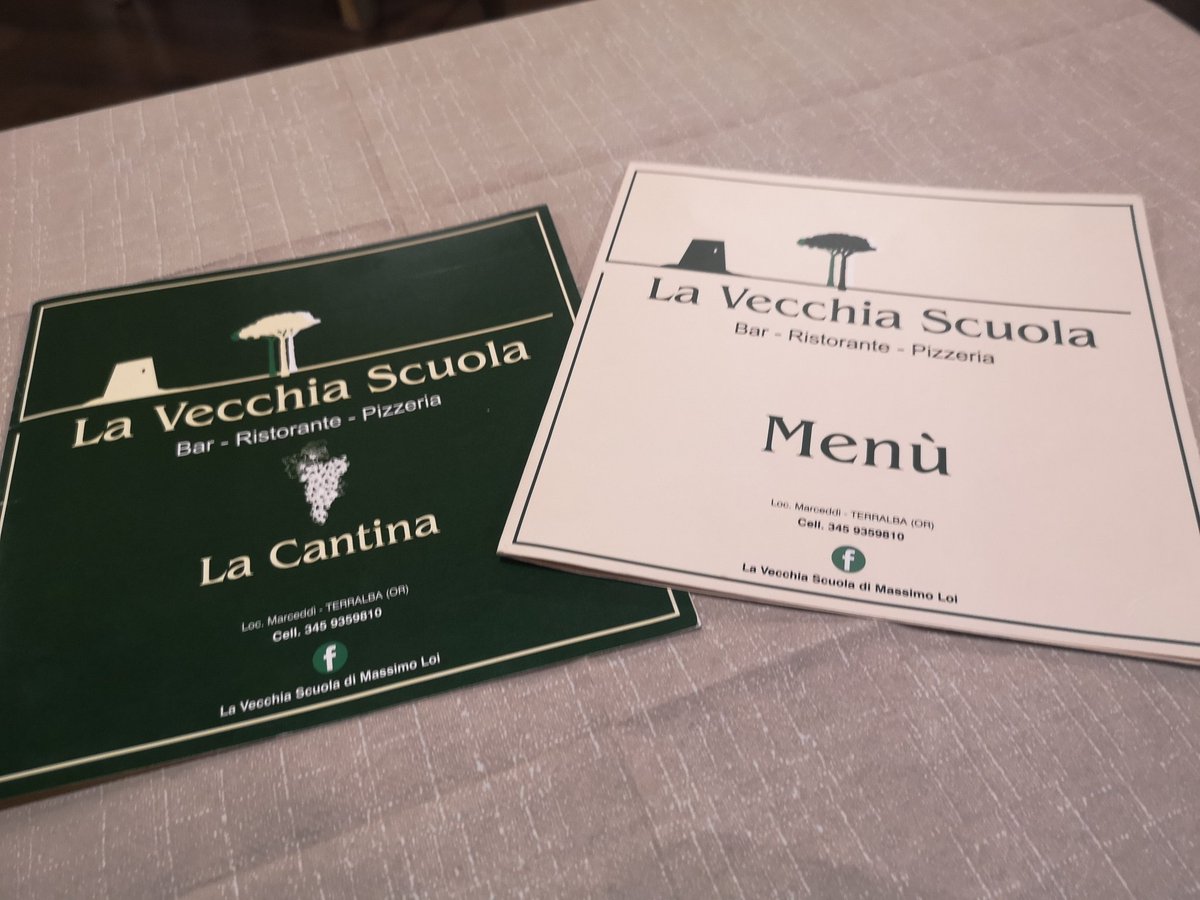 La Vecchia Scuola
Bar - Ristorante - Pizzeria
La Cantina
Loc. Marceddì - TERRALBA (OR)
Cell. 345 9359810
f
La Vecchia Scuola di Massimo Loi
La Vecchia Scuola
Bar - Ristorante - Pizzeria
Menù
Loc. Marceddì - TERRALBA (OR)
Cell. 345 9359810
f
La Vecchia Scuola di Massimo Loi